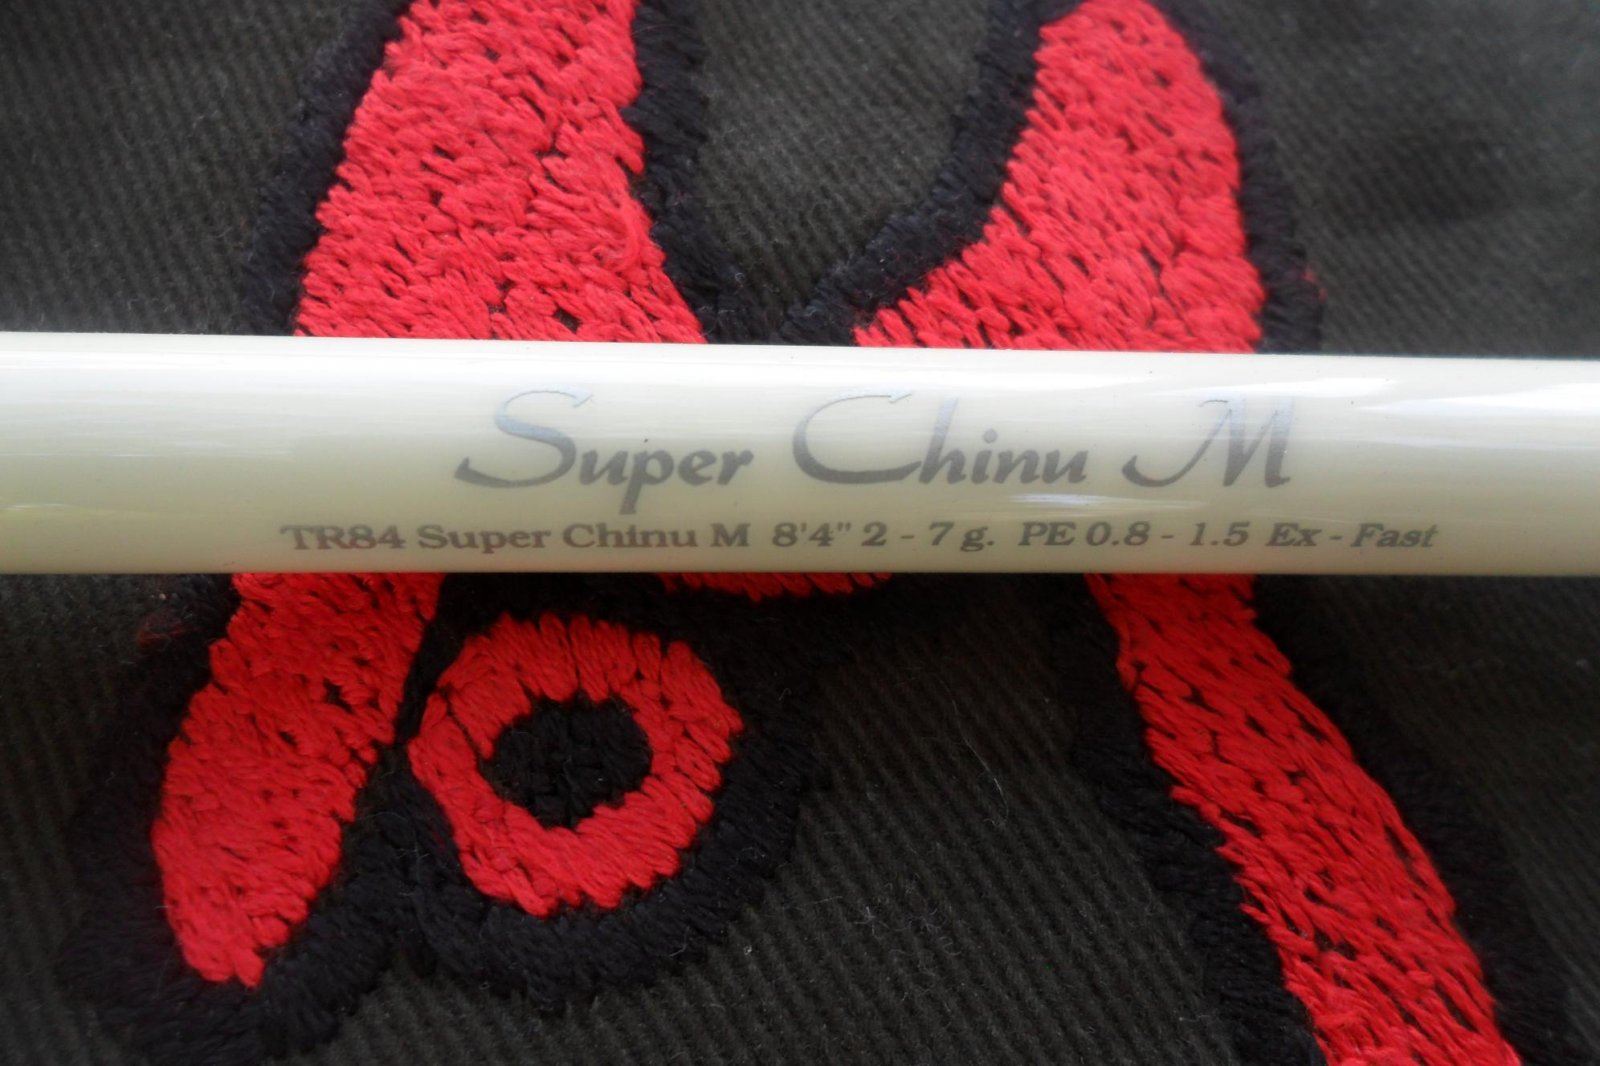 Super Chinu M
TR84 Super Chinu M 8'4" 2 - 7 g. PE 0.8 - 1.5 Ex - Fast